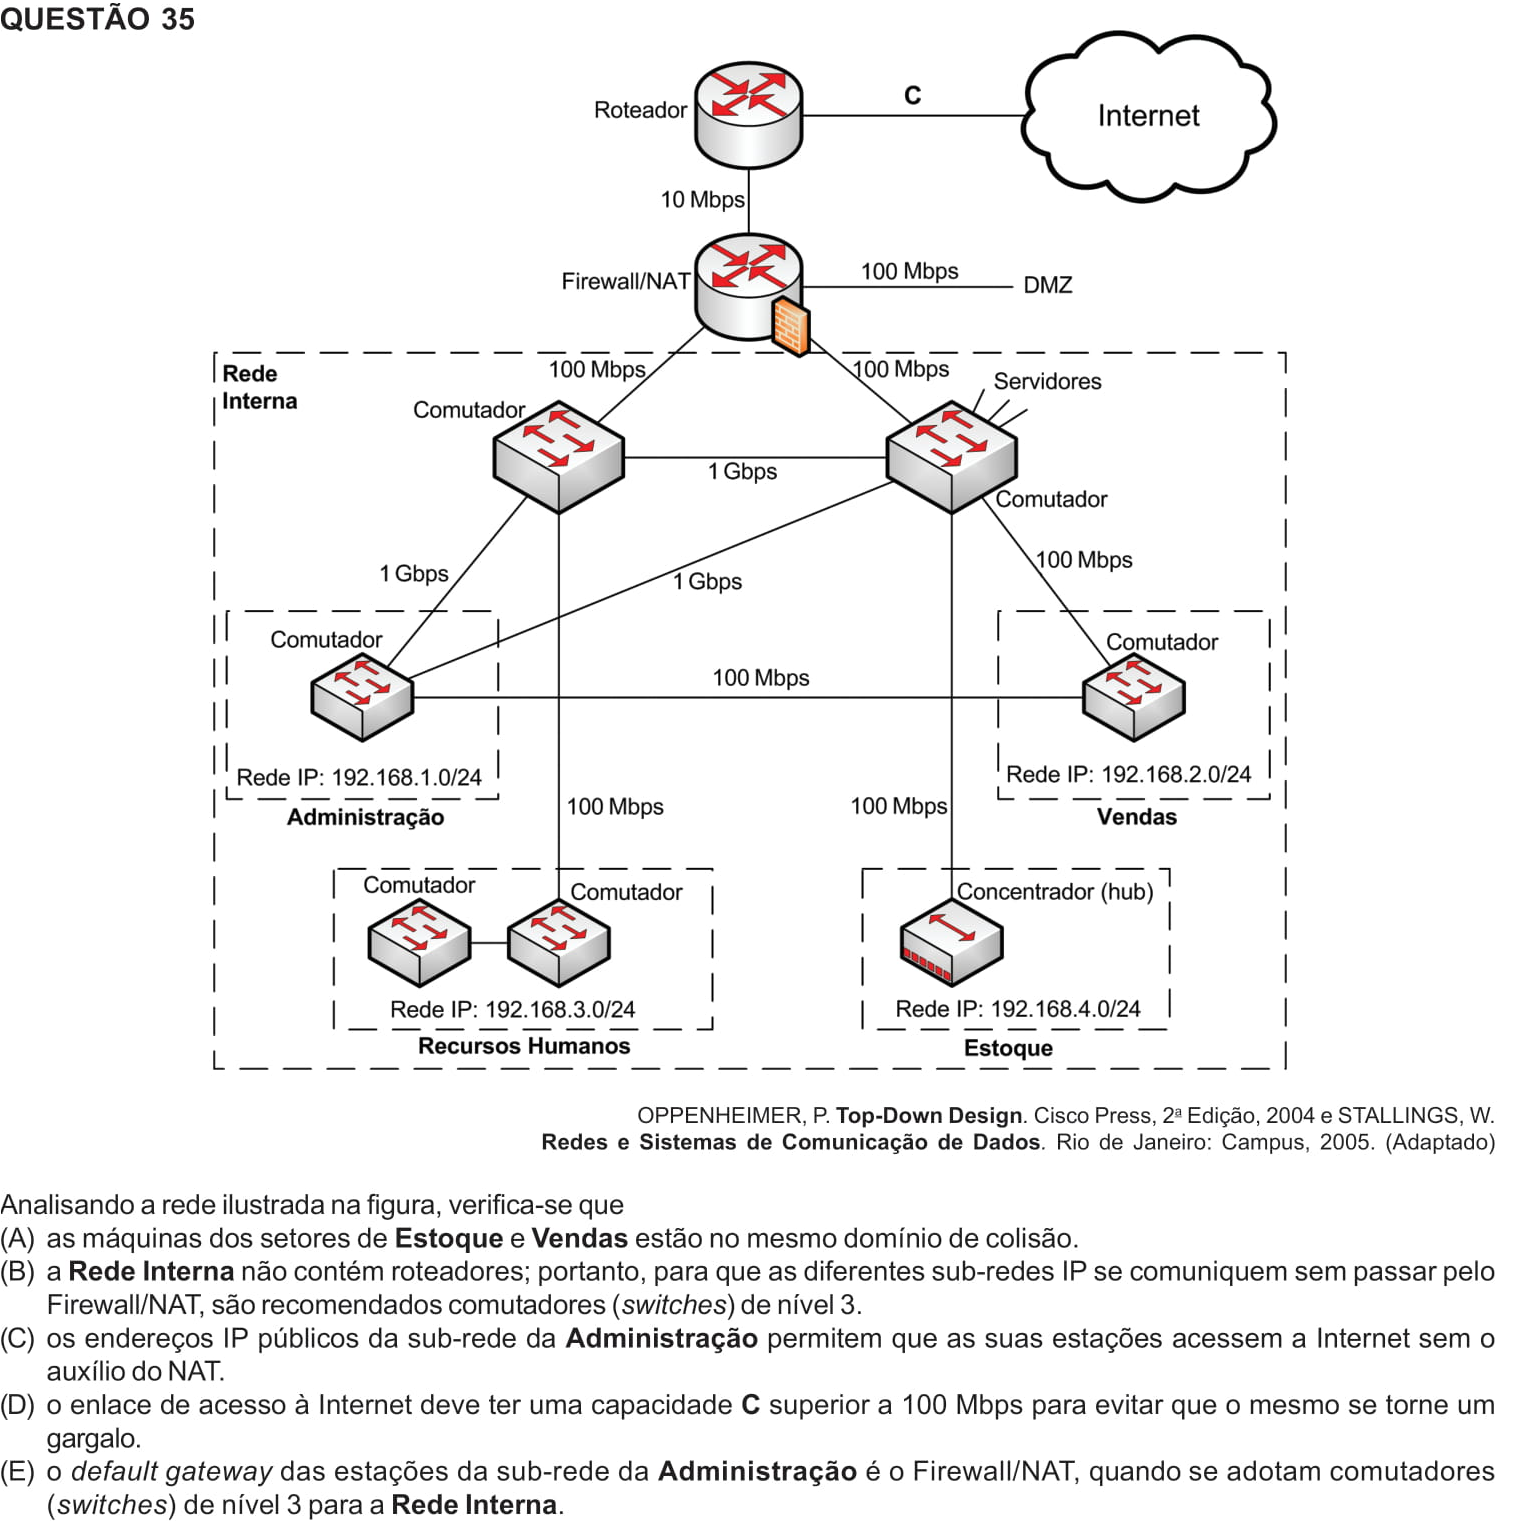 QUESTÃO 35
Roteador
C
Internet
10 Mbps
Firewall/NAT
100 Mbps
DMZ
Rede
Interna
100 Mbps
100 Mbps
Servidores
Comutador
1 Gbps
Comutador
1 Gbps
1 Gbps
100 Mbps
Comutador
Comutador
100 Mbps
Rede IP: 192.168.1.0/24
Rede IP: 192.168.2.0/24
Administração
100 Mbps
100 Mbps
Vendas
Comutador
Comutador
Concentrador (hub)
Rede IP: 192.168.3.0/24
Rede IP: 192.168.4.0/24
Recursos Humanos
Estoque
OPPENHEIMER, P. Top-Down Design. Cisco Press, 2ª Edição, 2004 e STALLINGS, W.
Redes e Sistemas de Comunicação de Dados. Rio de Janeiro: Campus, 2005. (Adaptado)
Analisando a rede ilustrada na figura, verifica-se que
(A) as máquinas dos setores de Estoque e Vendas estão no mesmo domínio de colisão.
(B) a Rede Interna não contém roteadores; portanto, para que as diferentes sub-redes IP se comuniquem sem passar pelo
Firewall/NAT, são recomendados comutadores (switches) de nível 3.
(C) os endereços IP públicos da sub-rede da Administração permitem que as suas estações acessem a Internet sem o
auxílio do NAT.
(D) o enlace de acesso à Internet deve ter uma capacidade C superior a 100 Mbps para evitar que o mesmo se torne um
gargalo.
(E) o default gateway das estações da sub-rede da Administração é o Firewall/NAT, quando se adotam comutadores
(switches) de nível 3 para a Rede Interna.